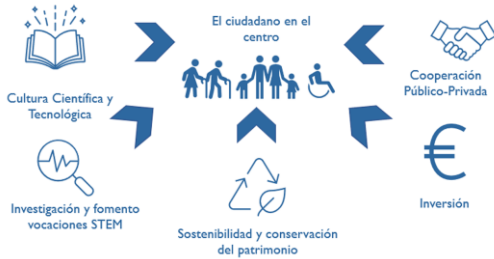 El ciudadano en el
centro
Cultura Científica y
Tecnológica
Cooperación
Público-Privada
Investigación y fomento
vocaciones STEM
Sostenibilidad y conservación
del patrimonio
Inversión